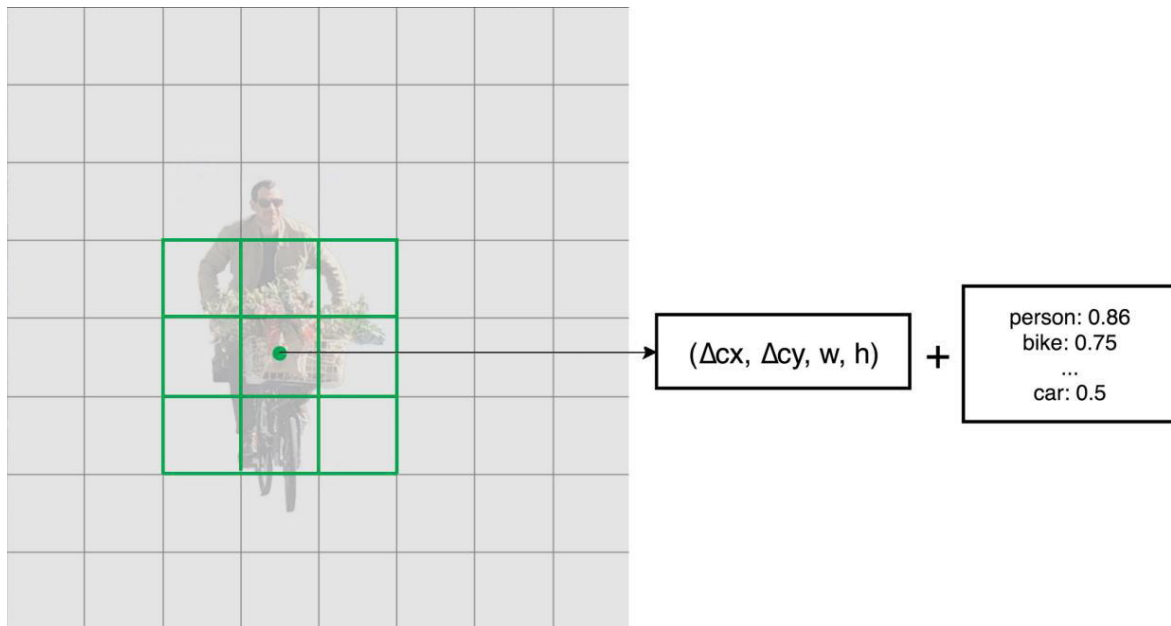 (Δcx, Δcy, w, h)
+
person: 0.86
bike: 0.75
...
car: 0.5